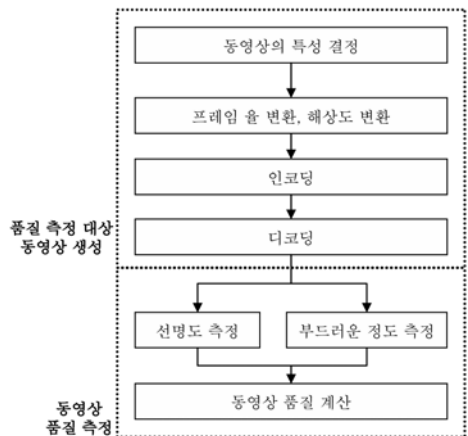 동영상의 특성 결정
프레임 율 변환, 해상도 변환
인코딩
디코딩
품질 측정 대상
동영상 생성
선명도 측정
부드러운 정도 측정
동영상 품질 계산
동영상
품질 측정